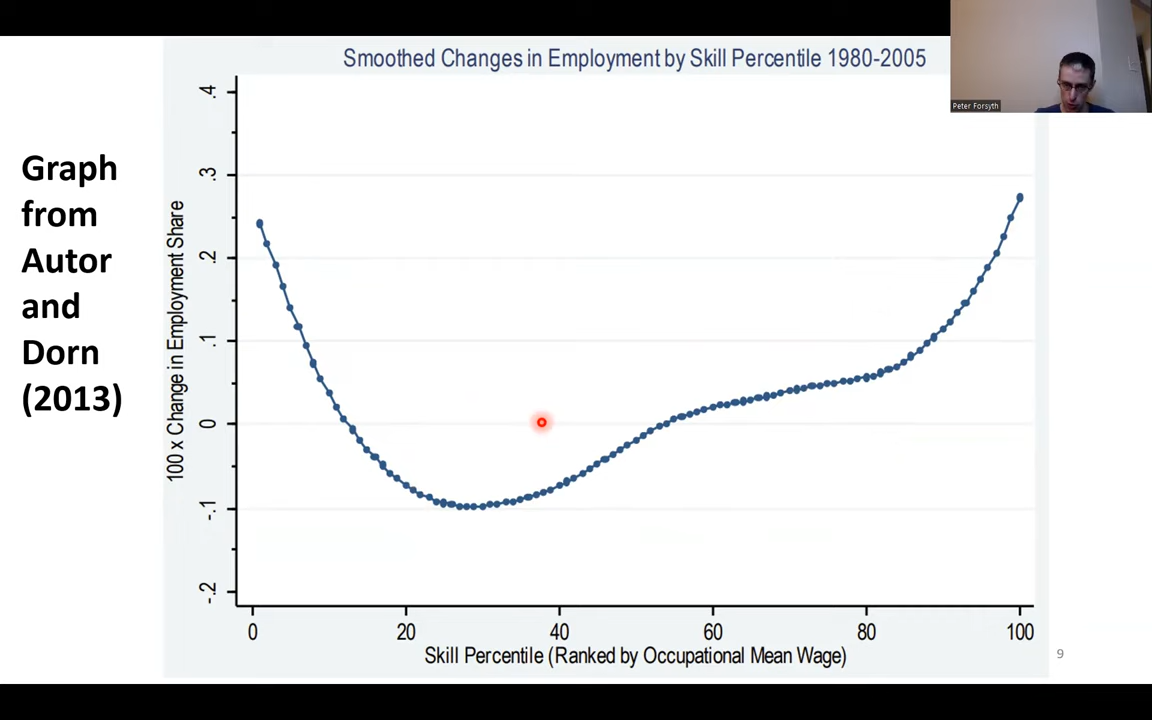 Smoothed Changes in Employment by Skill Percentile 1980-2005
Peter Forsyth
Graph
from
Autor
and
Dorn
(2013)
100 x Change in Employment Share
.4
.3
.2
.1
0
-.1
-.2
0 20 40 60 80 100
Skill Percentile (Ranked by Occupational Mean Wage)
9